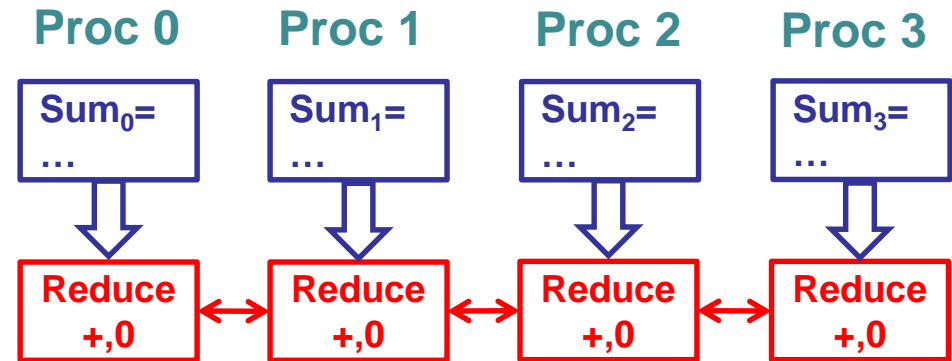 Proc 0 Proc 1 Proc 2 Proc 3
Sum₀= Sum₁= Sum₂= Sum₃=
… … … …
Reduce Reduce Reduce Reduce
+,0 +,0 +,0 +,0